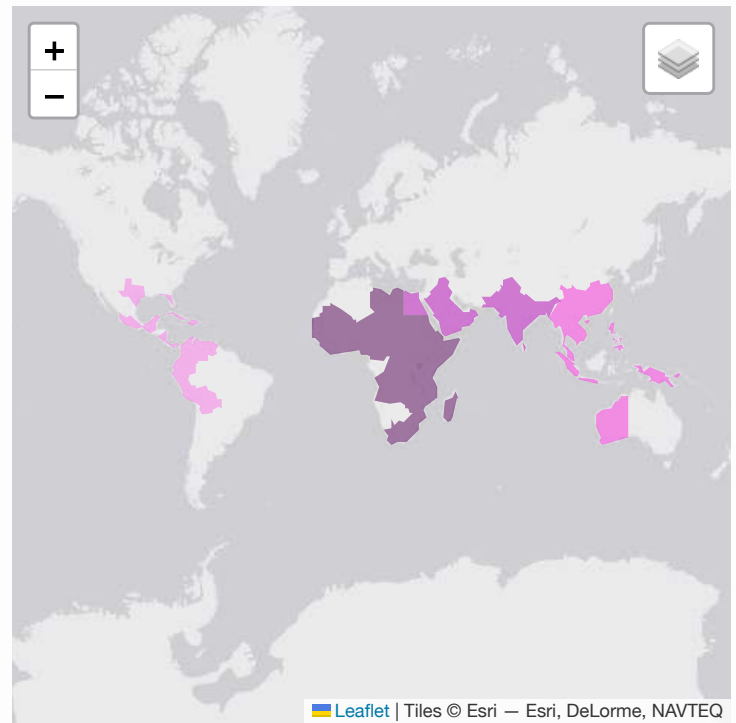 +
−
Leaflet | Tiles © Esri — Esri, DeLorme, NAVTEQ